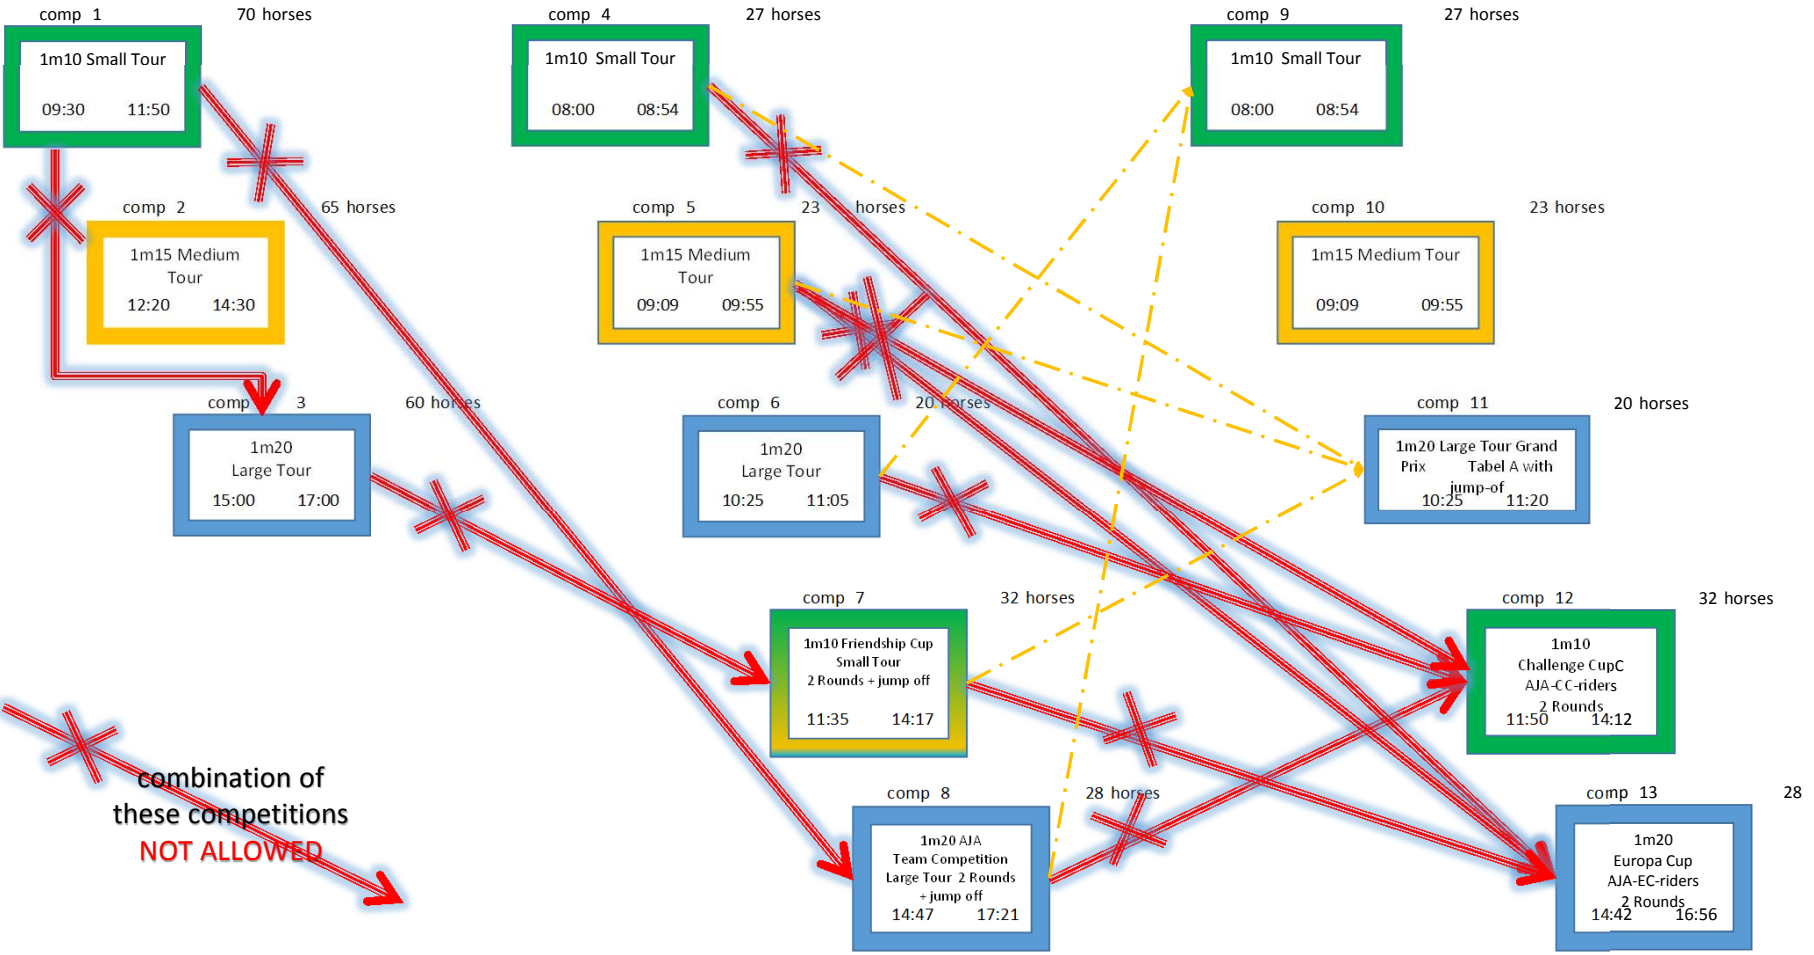 comp 1 70 horses
1m10 Small Tour
09:30 11:50
comp 2 65 horses
1m15 Medium
Tour
12:20 14:30
comp 3 60 horses
1m20
Large Tour
15:00 17:00
comp 4 27 horses
1m10 Small Tour
08:00 08:54
comp 5 23 horses
1m15 Medium
Tour
09:09 09:55
comp 6 20 horses
1m20
Large Tour
10:25 11:05
comp 7 32 horses
1m10 Friendship Cup
Small Tour
2 Rounds + jump off
11:35 14:17
comp 8 28 horses
1m20 AJA
Team Competition
Large Tour 2 Rounds
+ jump off
14:47 17:21
comp 9 27 horses
1m10 Small Tour
08:00 08:54
comp 10 23 horses
1m15 Medium Tour
09:09 09:55
comp 11 20 horses
1m20 Large Tour Grand
Prix Tabel A with
jump-of
10:25 11:20
comp 12 32 horses
1m10
Challenge CupC
AJA-CC-riders
2 Rounds
11:50 14:12
comp 13 28
1m20
Europa Cup
AJA-EC-riders
2 Rounds
14:42 16:56
combination of
these competitions
NOT ALLOWED